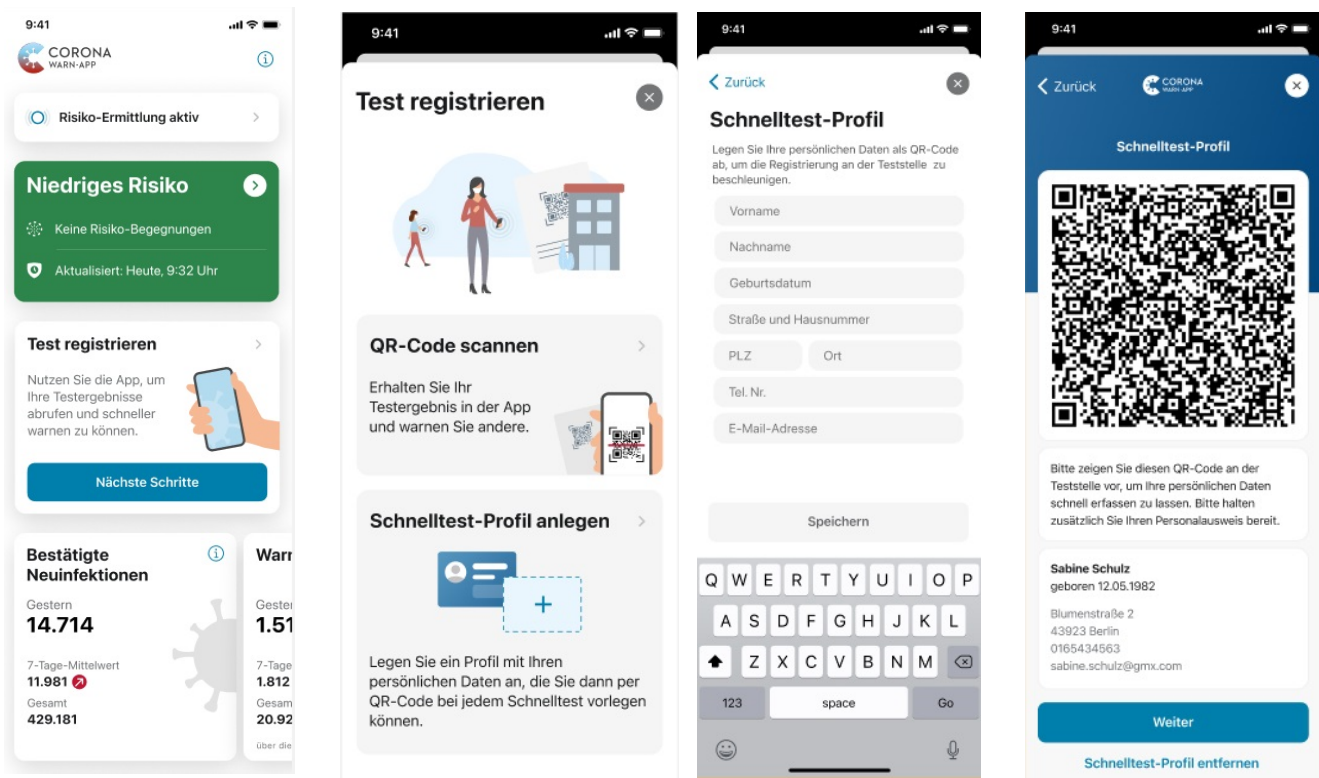 9:41
CORONA
WARN-APP
Risiko-Ermittlung aktiv
Niedriges Risiko
Keine Risiko-Begegnungen
Aktualisiert: Heute, 9:32 Uhr
Test registrieren
Nutzen Sie die App, um
Ihre Testergebnisse
abrufen und schneller
warnen zu können.
Nächste Schritte
Bestätigte
Neuinfektionen
Gestern
14.714
7-Tage-Mittelwert
11.981
Gesamt
429.181
Warn
Gester
1.51
7-Tage
1.812
Gesam
20.92
über die
9:41
Test registrieren
QR-Code scannen
Erhalten Sie Ihr
Testergebnis in der App
und warnen Sie andere.
Schnelltest-Profil anlegen
Legen Sie ein Profil mit Ihren
persönlichen Daten an, die Sie dann per
QR-Code bei jedem Schnelltest vorlegen
können.
9:41
Zurück
Schnelltest-Profil
Legen Sie Ihre persönlichen Daten als QR-Code
ab, um die Registrierung an der Teststelle zu
beschleunigen.
Vorname
Nachname
Geburtsdatum
Straße und Hausnummer
PLZ Ort
Tel. Nr.
E-Mail-Adresse
Speichern
Q W E R T Y U I O P
A S D F G H J K L
Z X C V B N M
123 space Go
9:41
Zurück
CORONA
WARN-APP
Schnelltest-Profil
Bitte zeigen Sie diesen QR-Code an der
Teststelle vor, um Ihre persönlichen Daten
schnell erfassen zu lassen. Bitte halten
zusätzlich Sie Ihren Personalausweis bereit.
Sabine Schulz
geboren 12.05.1982
Blumenstraße 2
43923 Berlin
0165434563
sabine.schulz@gmx.com
Weiter
Schnelltest-Profil entfernen